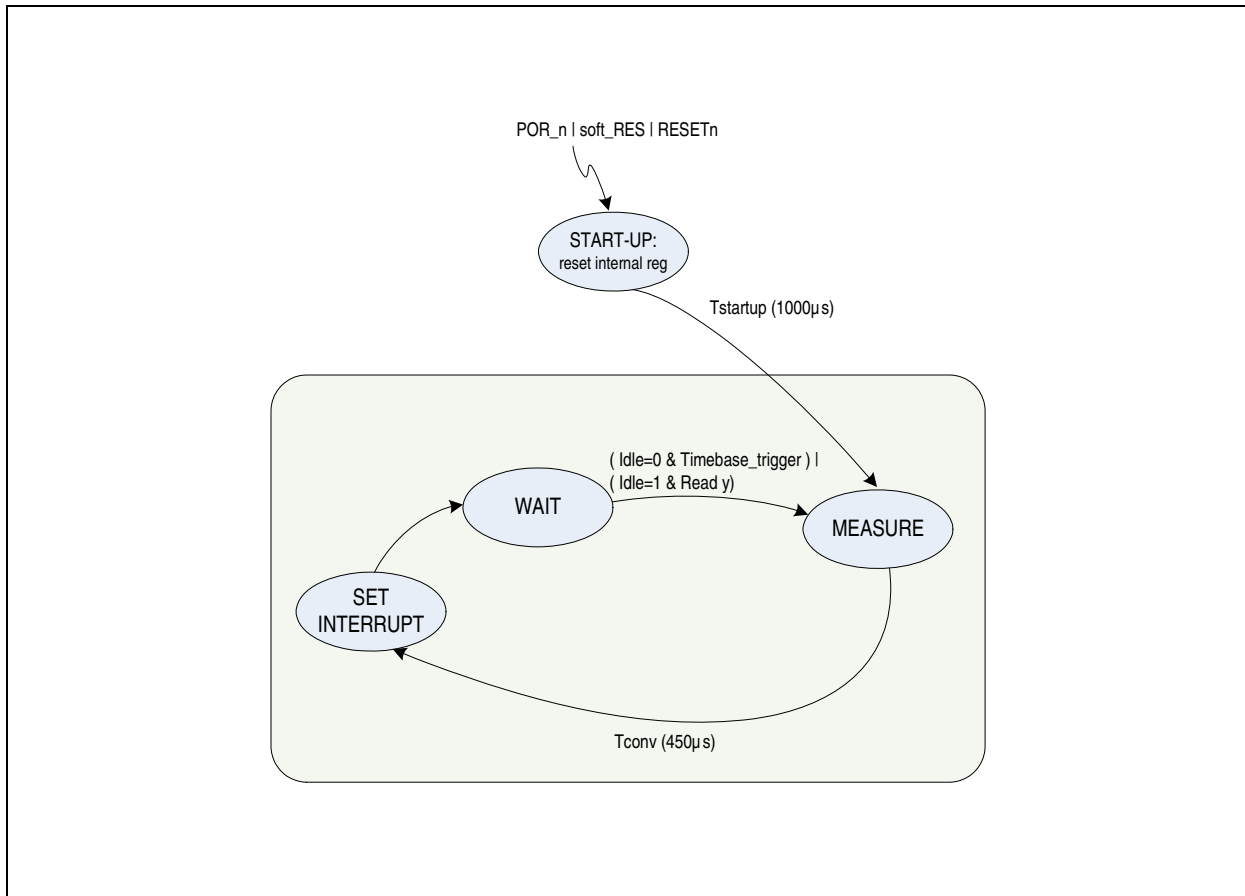 POR_n | soft_RES | RESETn
START-UP:
reset internal reg
Tstartup (1000µs)
( Idle=0 & Timebase_trigger ) |
( Idle=1 & Read y)
WAIT
MEASURE
SET
INTERRUPT
Tconv (450µs)